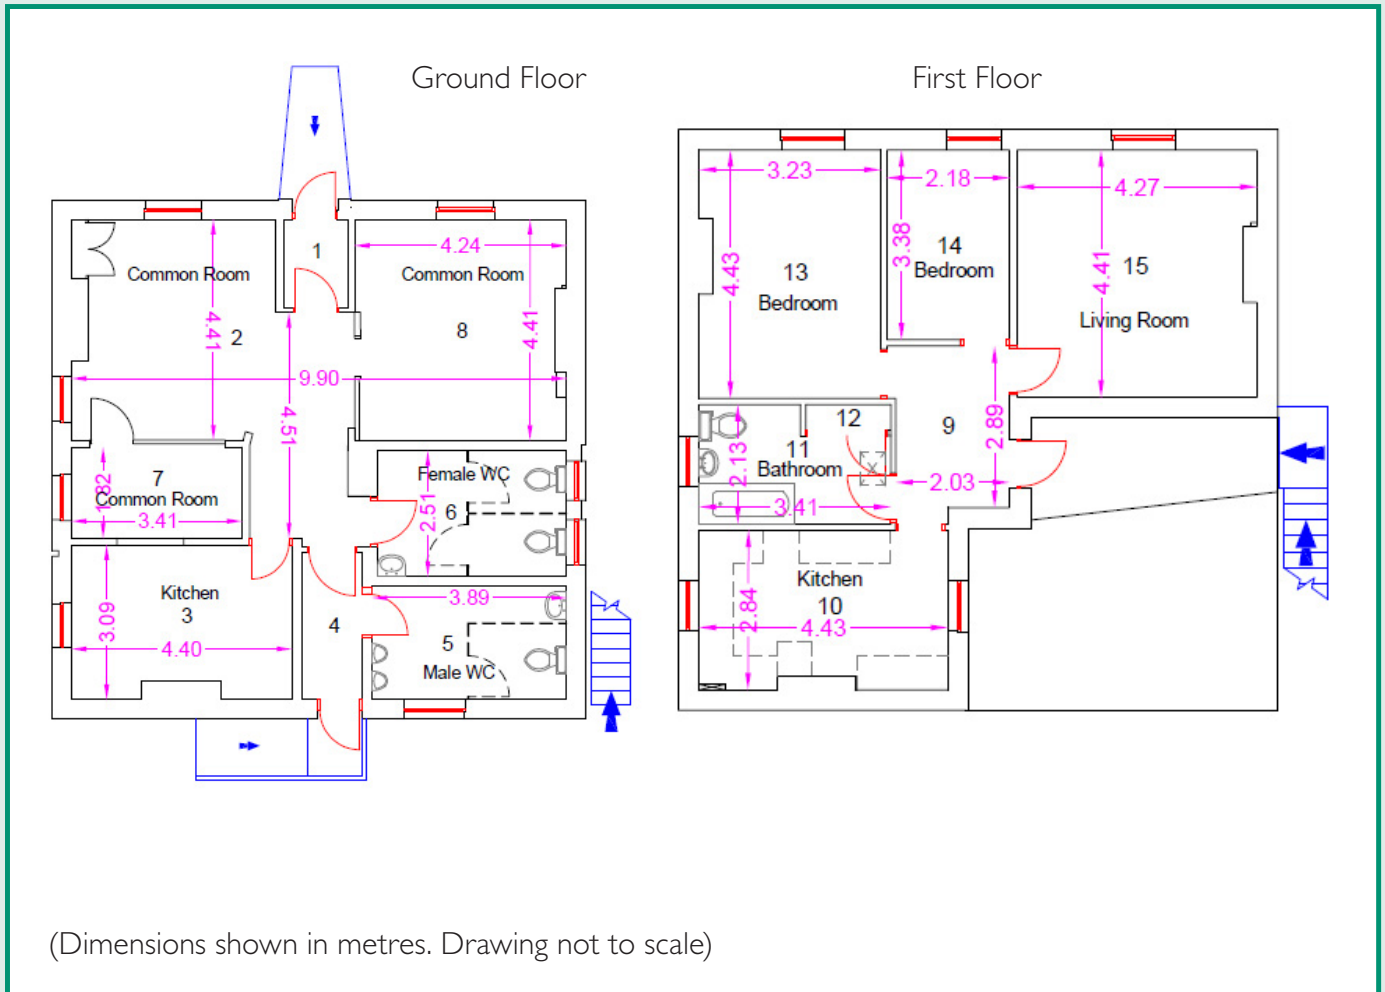 Ground Floor
First Floor
1
Common Room
4.41
2
9.90
4.51
4.24
Common Room
8
4.41
7
Common Room
1.82
3.41
Female WC
6
2.51
Kitchen
3
3.09
4.40
4
3.89
5
Male WC
3.23
4.43
13
Bedroom
2.18
3.38
14
Bedroom
4.27
4.41
15
Living Room
12
11
Bathroom
2.13
3.41
9
2.89
2.03
Kitchen
10
2.84
4.43
(Dimensions shown in metres. Drawing not to scale)